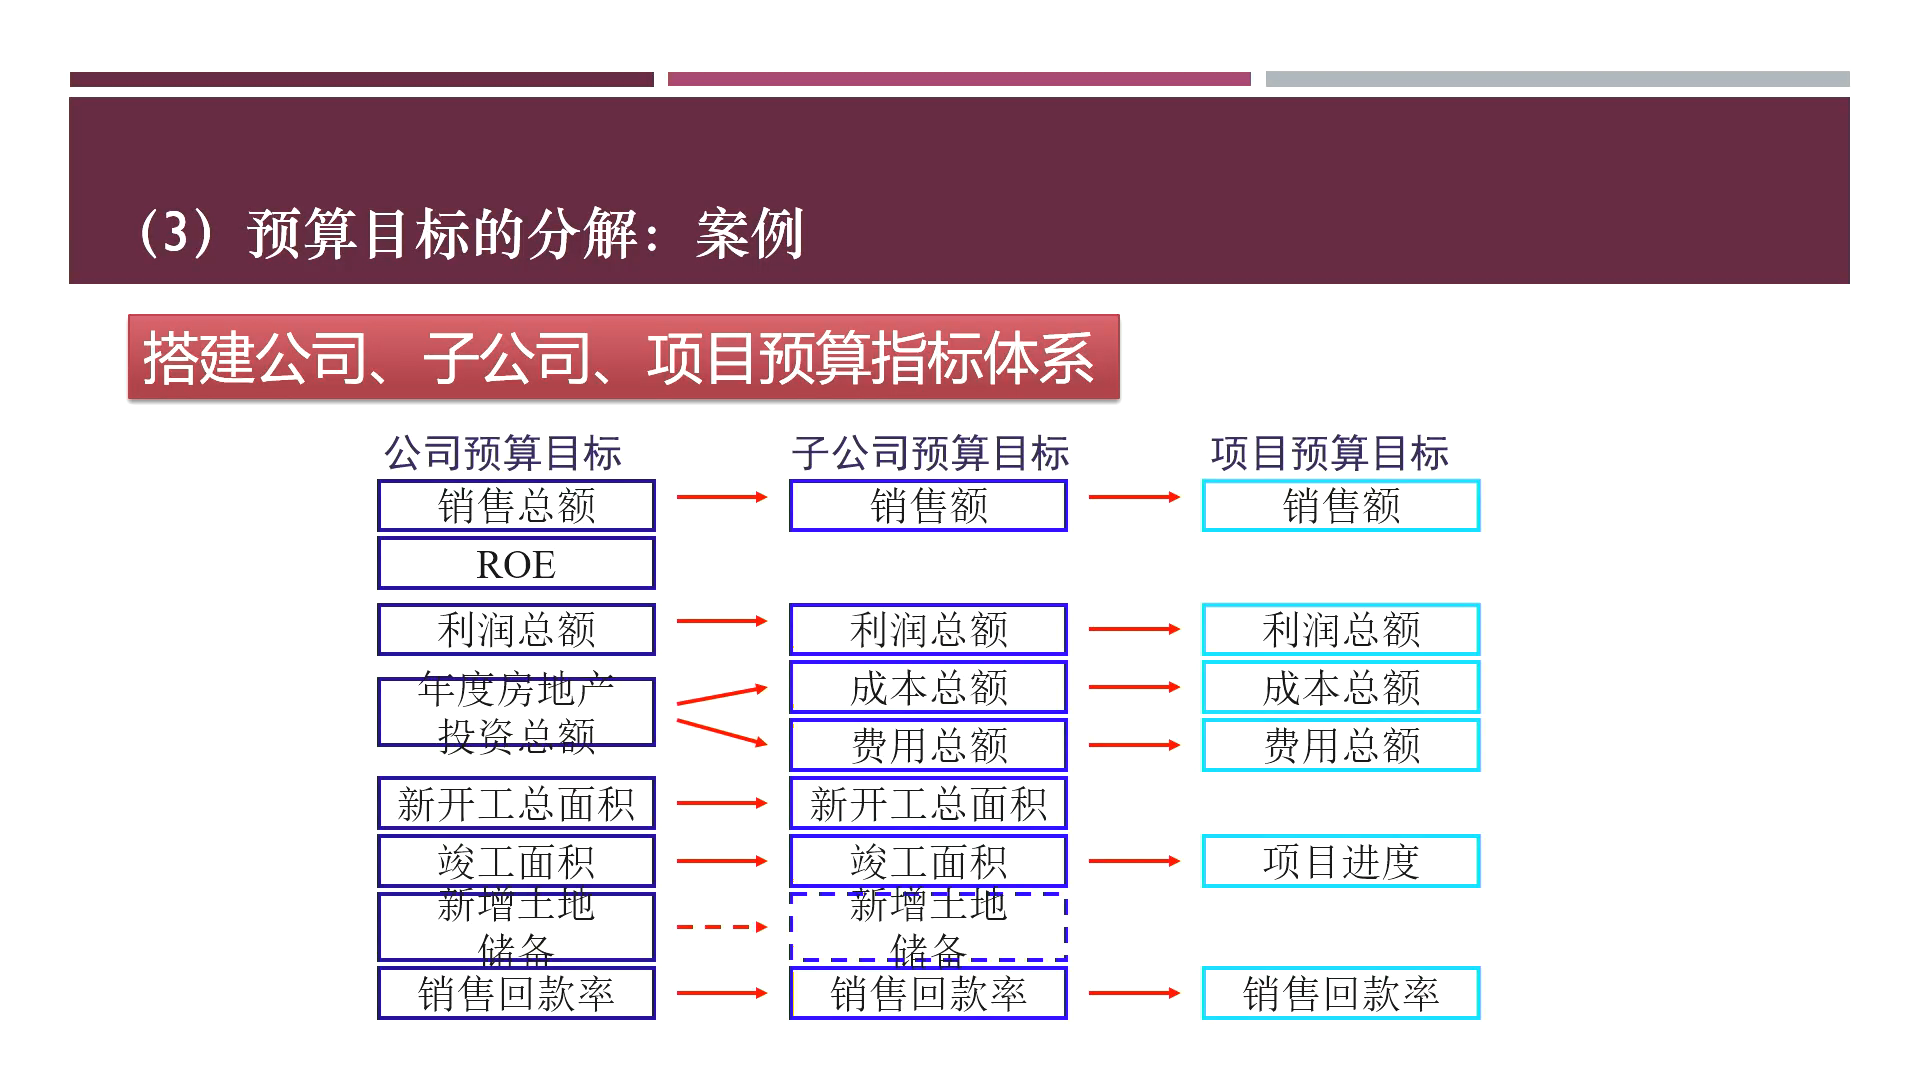 （3）预算目标的分解：案例
搭建公司、子公司、项目预算指标体系
公司预算目标 子公司预算目标 项目预算目标
销售总额 销售额 销售额
ROE
利润总额 利润总额 利润总额
年度房地产
投资总额
成本总额 成本总额
费用总额 费用总额
新开工总面积 新开工总面积
竣工面积 竣工面积 项目进度
新增土地 新增土地
储备 储备
销售回款率 销售回款率 销售回款率